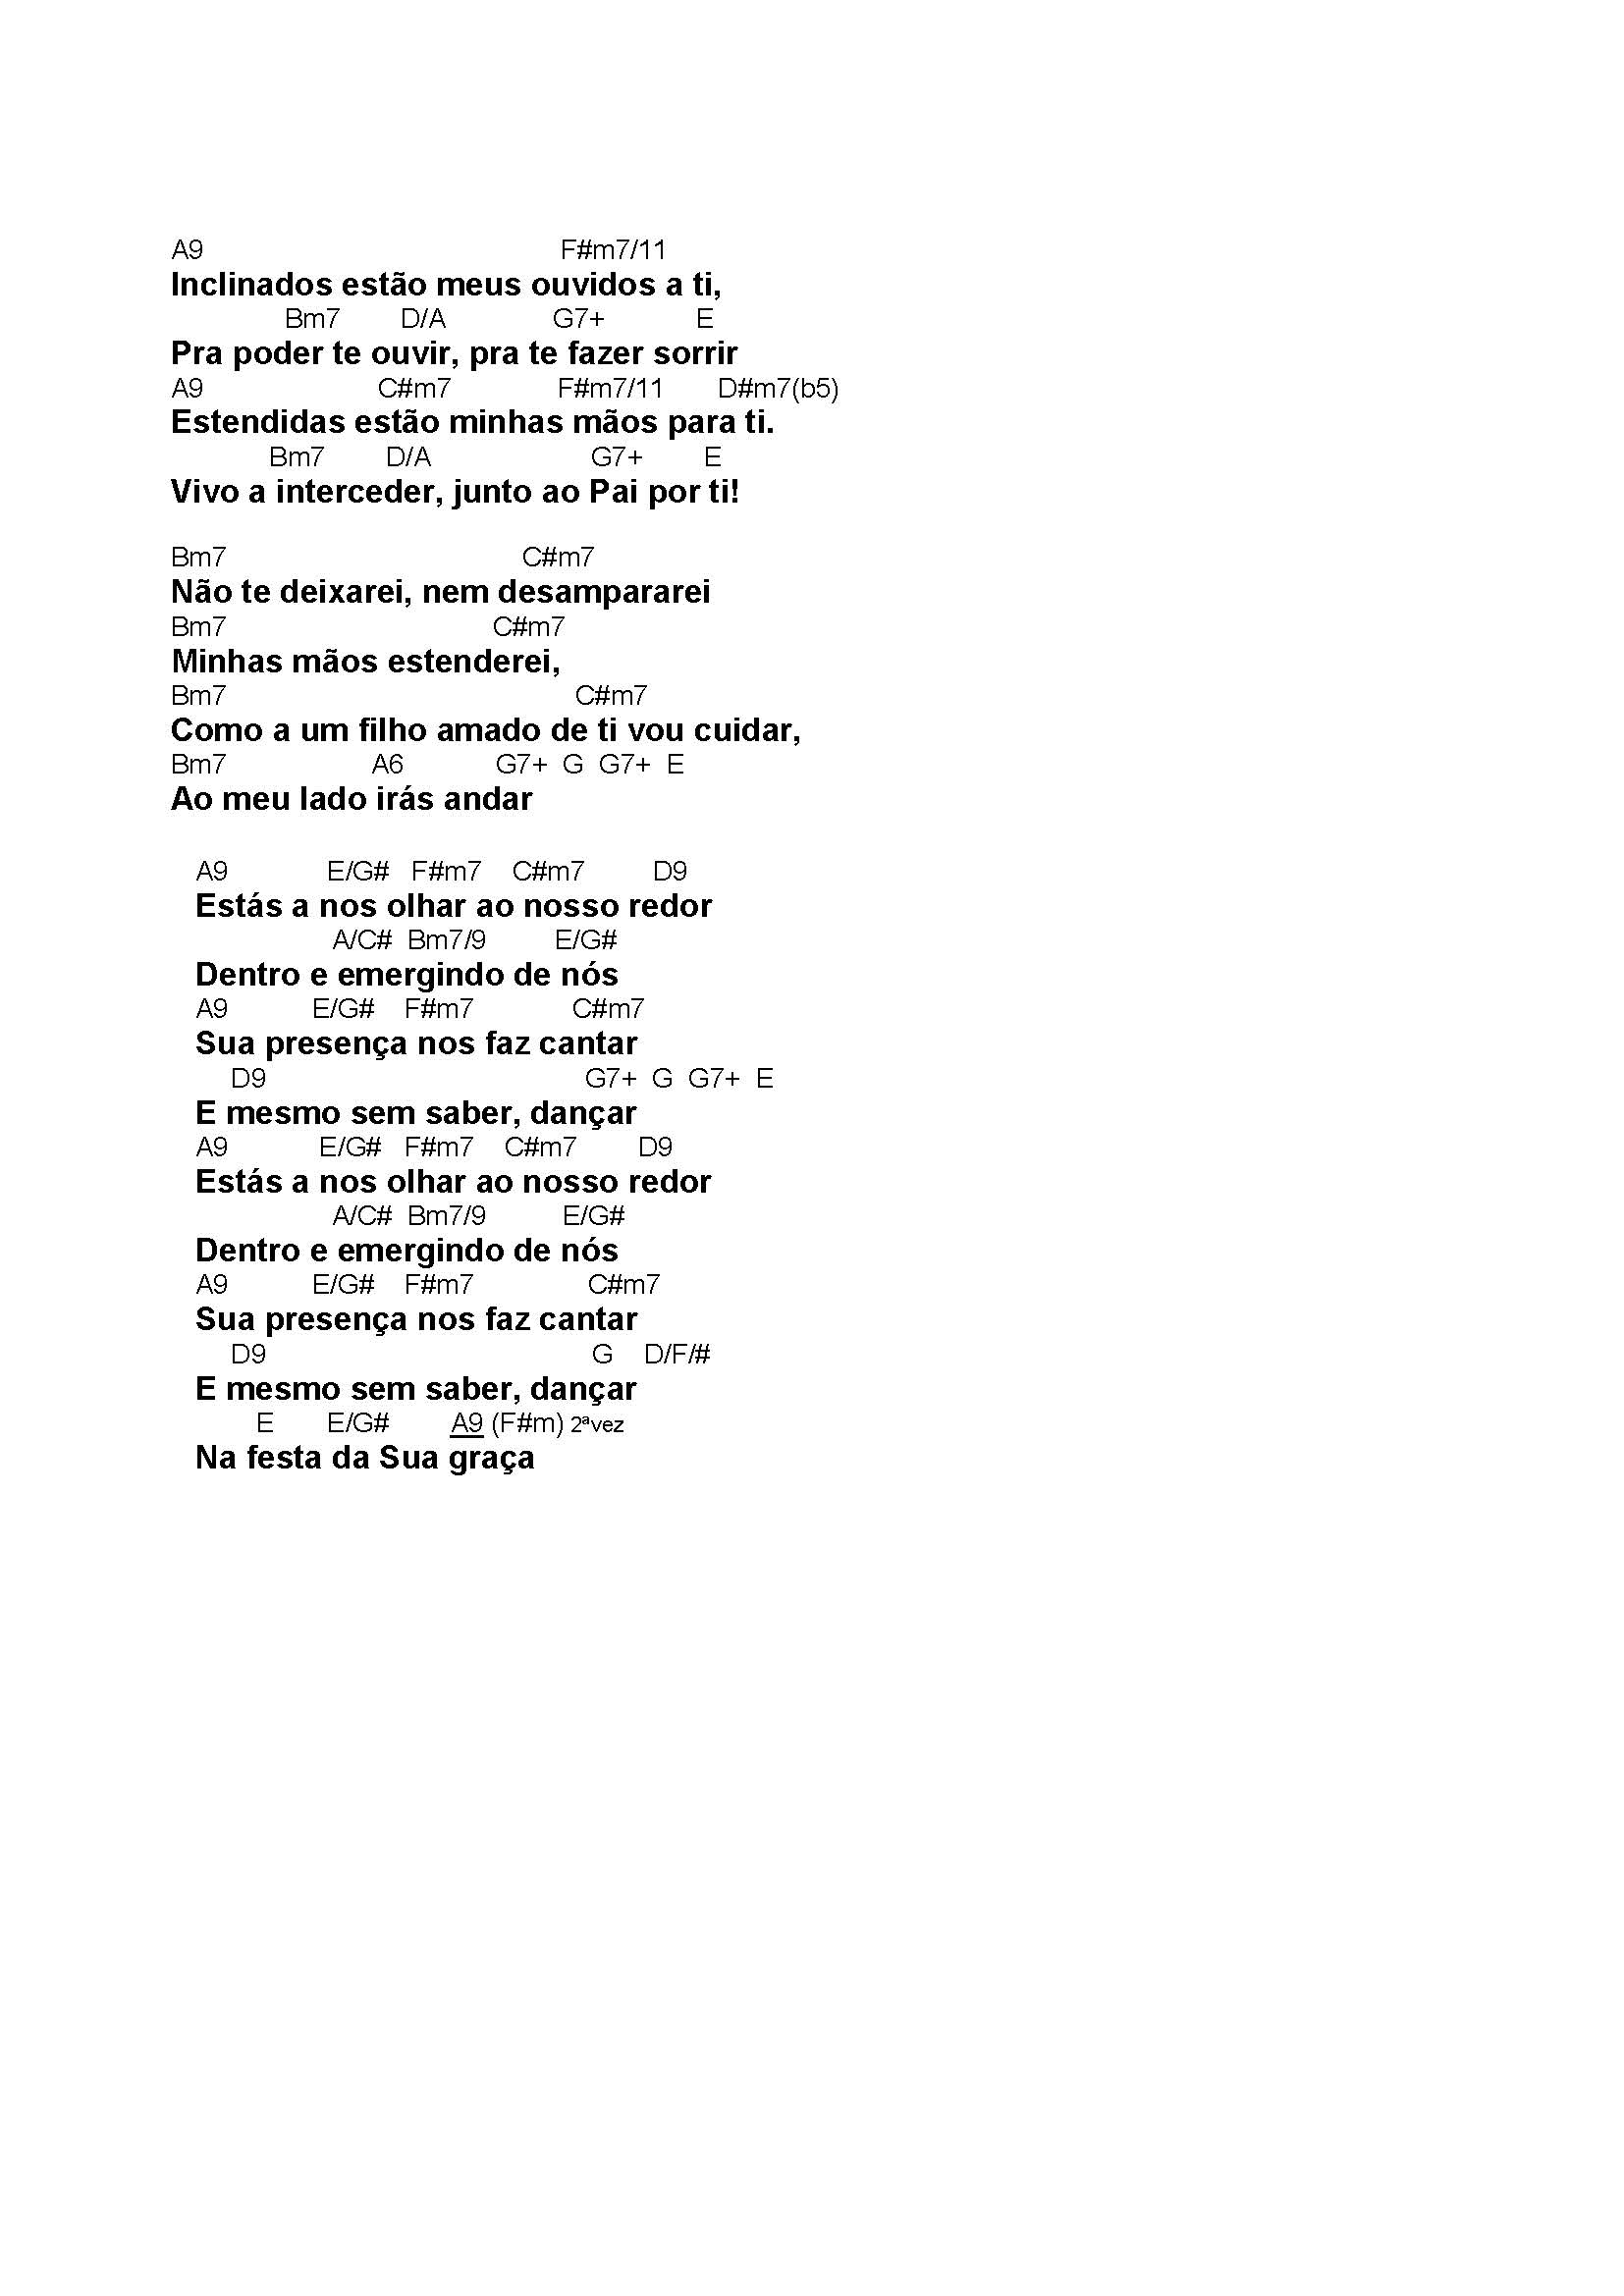 A9 F#m7/11
Inclinados estão meus ouvidos a ti,
Bm7 D/A G7+ E
Pra poder te ouvir, pra te fazer sorrir
A9 C#m7 F#m7/11 D#m7(b5)
Estendidas estão minhas mãos para ti.
Bm7 D/A G7+ E
Vivo a interceder, junto ao Pai por ti!
Bm7 C#m7
Não te deixarei, nem desampararei
Bm7 C#m7
Minhas mãos estenderei,
Bm7 C#m7
Como a um filho amado de ti vou cuidar,
Bm7 A6 G7+ G G7+ E
Ao meu lado irás andar
A9 E/G# F#m7 C#m7 D9
Estás a nos olhar ao nosso redor
A/C# Bm7/9 E/G#
Dentro e emergindo de nós
A9 E/G# F#m7 C#m7
Sua presença nos faz cantar
D9 G7+ G G7+ E
E mesmo sem saber, dançar
A9 E/G# F#m7 C#m7 D9
Estás a nos olhar ao nosso redor
A/C# Bm7/9 E/G#
Dentro e emergindo de nós
A9 E/G# F#m7 C#m7
Sua presença nos faz cantar
D9 G D/F/#
E mesmo sem saber, dançar
E E/G# A9 (F#m) 2ªvez
Na festa da Sua graça